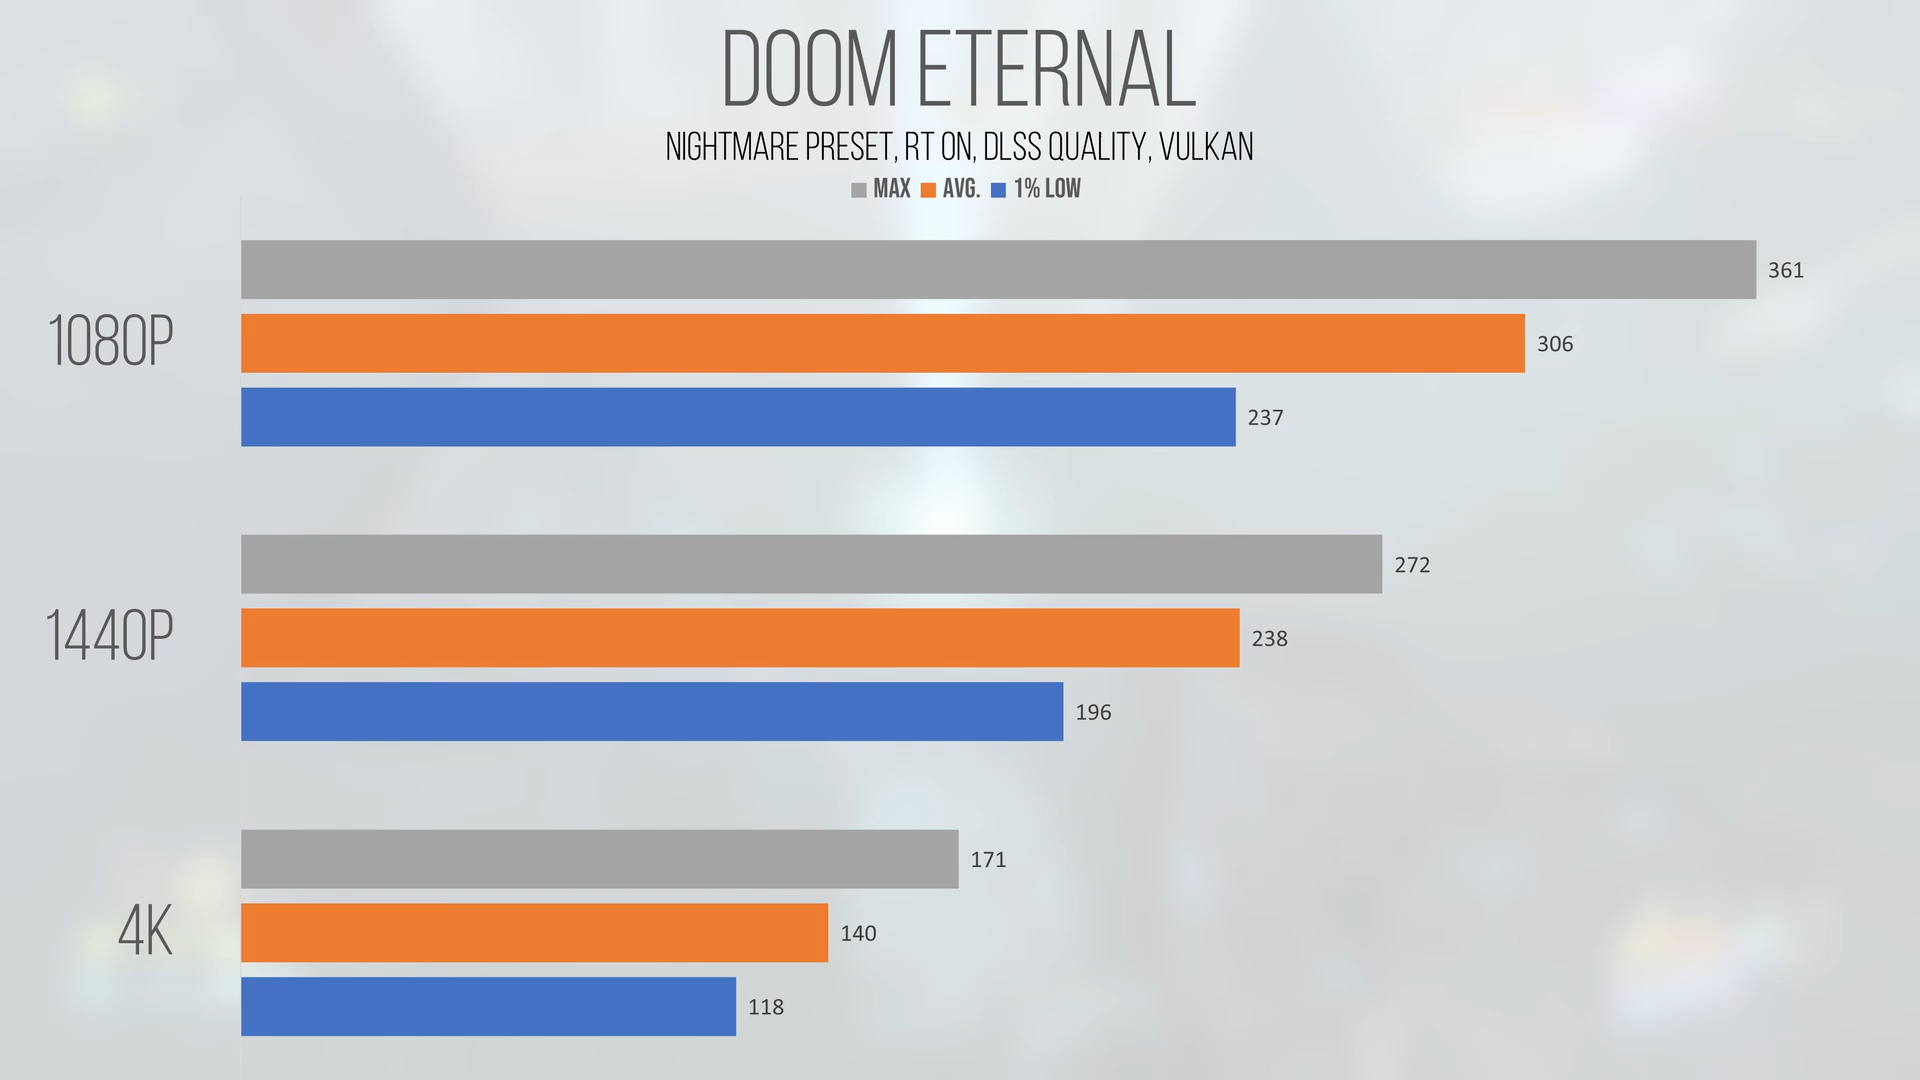 DOOM ETERNAL
NIGHTMARE PRESET, RT ON, DLSS QUALITY, VULKAN
MAX AVG. 1% LOW
361
1080P
306
237
272
1440P
238
196
171
4K
140
118